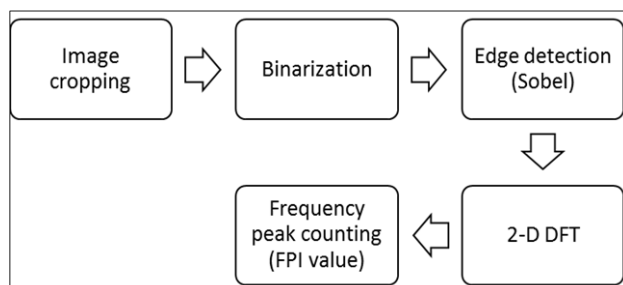 Image
cropping
Binarization
Edge detection
(Sobel)
2-D DFT
Frequency
peak counting
(FPI value)